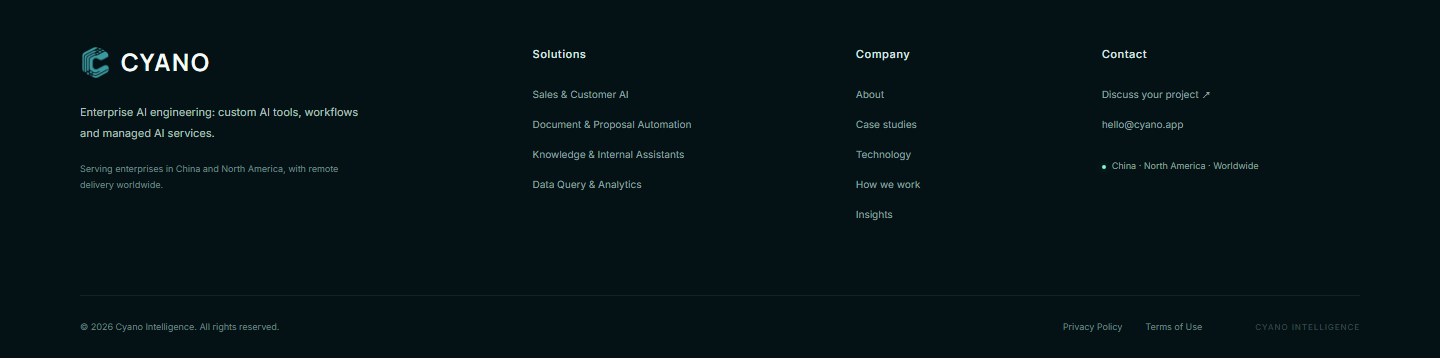 CYANO
Enterprise AI engineering: custom AI tools, workflows
and managed AI services.
Serving enterprises in China and North America, with remote
delivery worldwide.
Solutions
Sales & Customer AI
Document & Proposal Automation
Knowledge & Internal Assistants
Data Query & Analytics
Company
About
Case studies
Technology
How we work
Insights
Contact
Discuss your project ↗
hello@cyano.app
China · North America · Worldwide
© 2026 Cyano Intelligence. All rights reserved.
Privacy Policy
Terms of Use
CYANO INTELLIGENCE